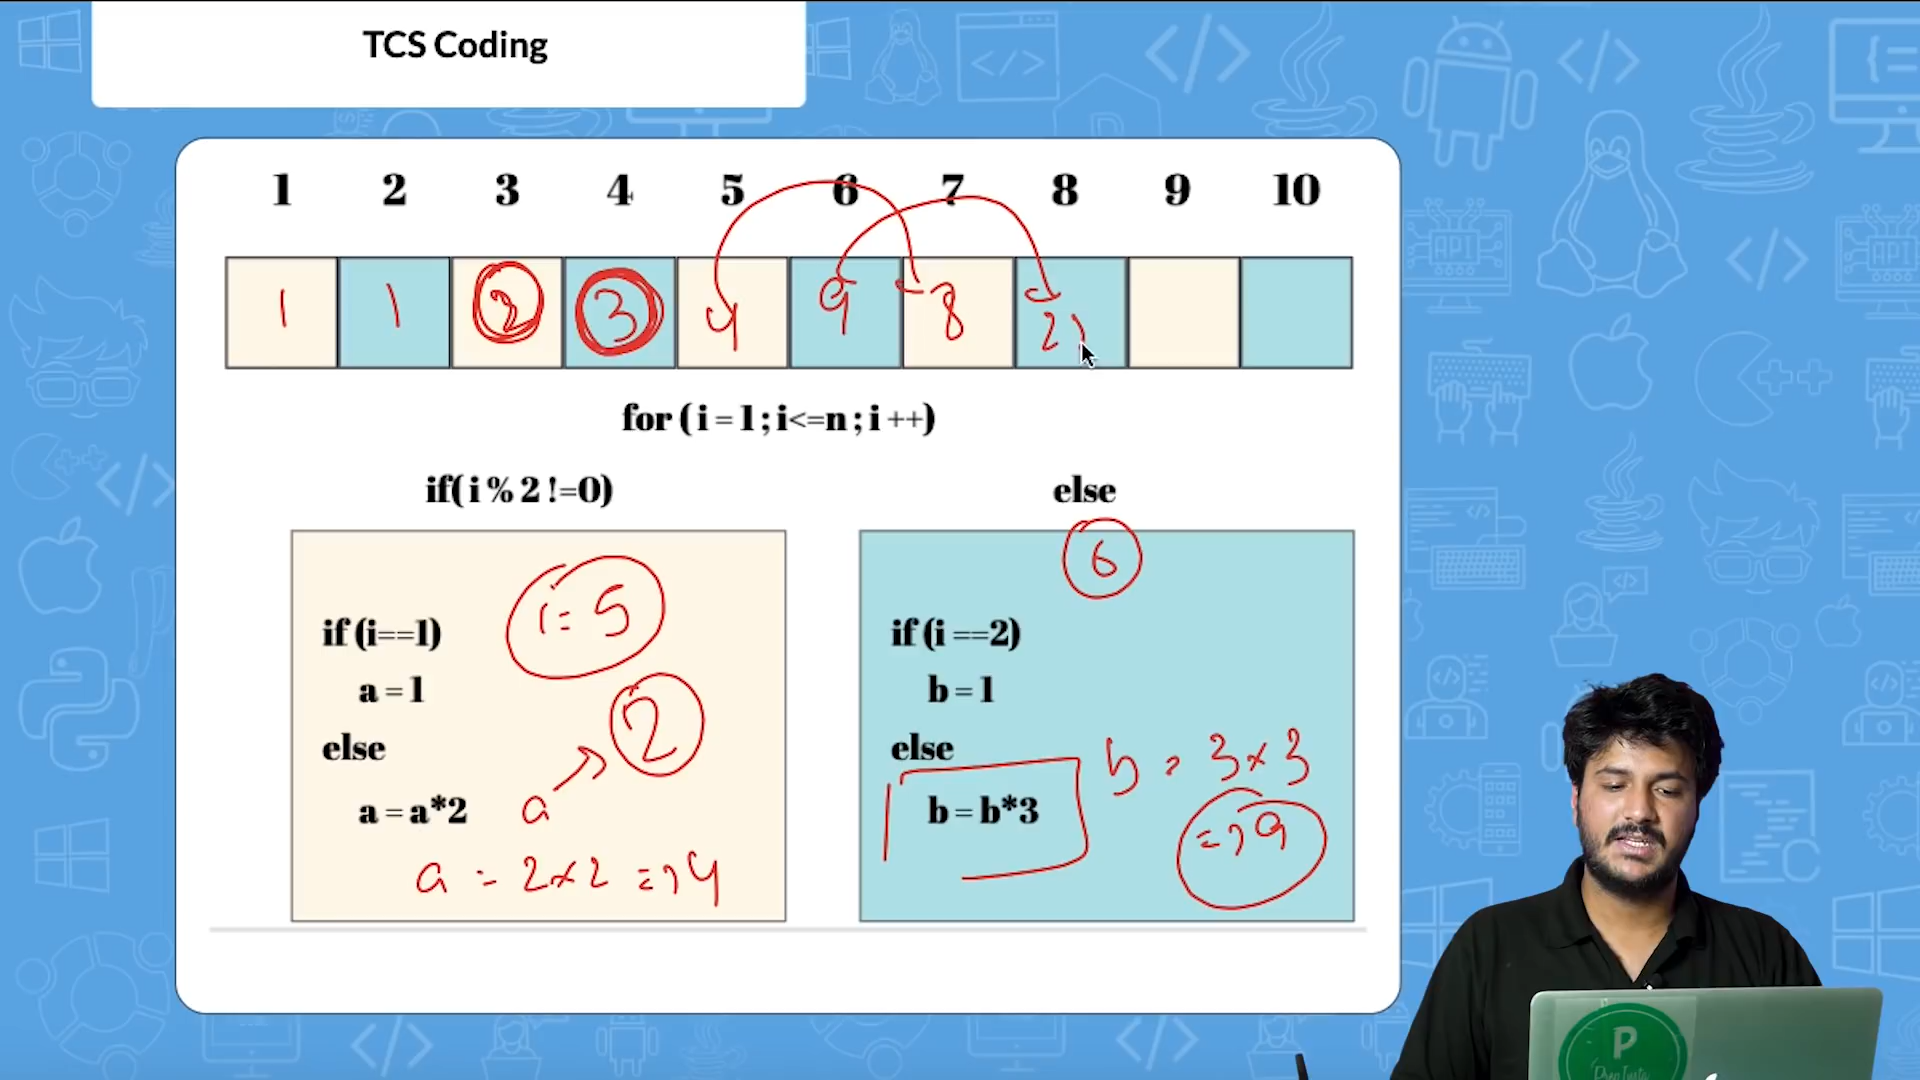 TCS Coding
1 2 3 4 5 6 7 8 9 10
1 1 2 3 4 9 8 2
for ( i = 1 ; i<=n ; i ++)
if( i % 2 !=0) else
6
i = 5
if (i==1) if (i ==2)
a = 1 b = 1
2
else else
b = 3 x 3
a = a*2 a b = b*3
=> 9
a = 2x2 => 4
P
PrepInsta